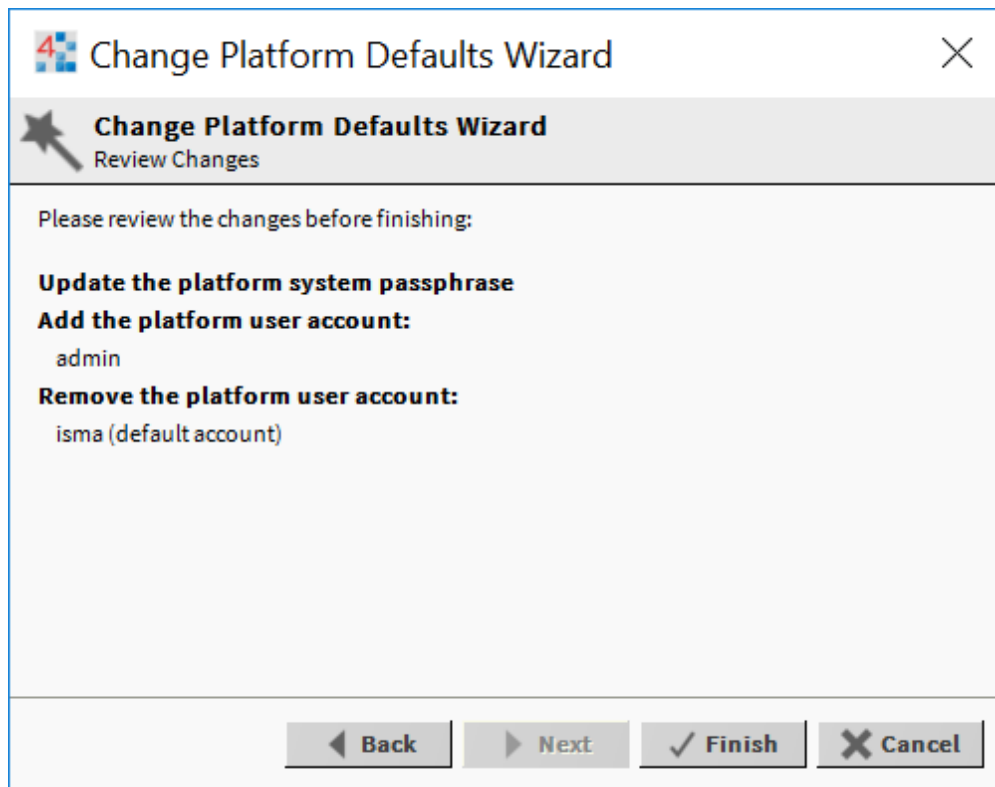 4 Change Platform Defaults Wizard
Change Platform Defaults Wizard
Review Changes
Please review the changes before finishing:
Update the platform system passphrase
Add the platform user account:
admin
Remove the platform user account:
isma (default account)
Back Next Finish Cancel